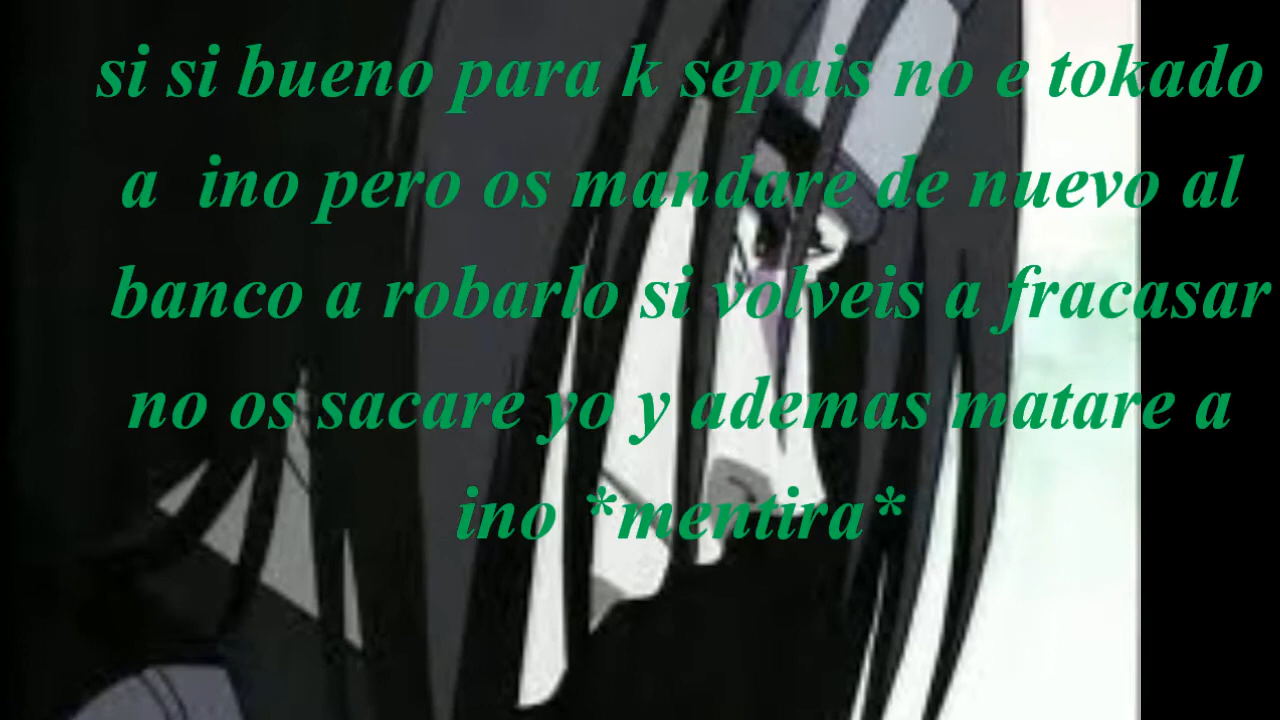 si si bueno para k sepais no e tokado
a ino pero os mandare de nuevo al
banco a robarlo si volveis a fracasar
no os sacare yo y ademas matare a
ino *mentira*